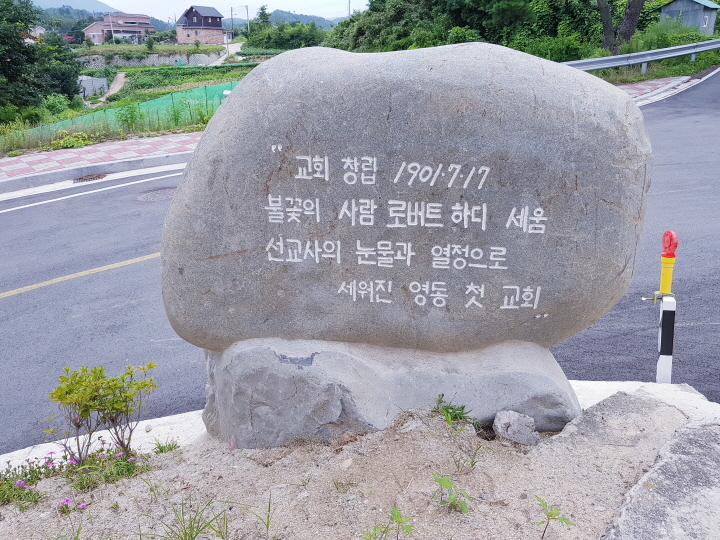 " 교회 창립 1901·7·17
불꽃의 사람 로버트 하디 세움
선교사의 눈물과 열정으로
세워진 영동 첫 교회 "